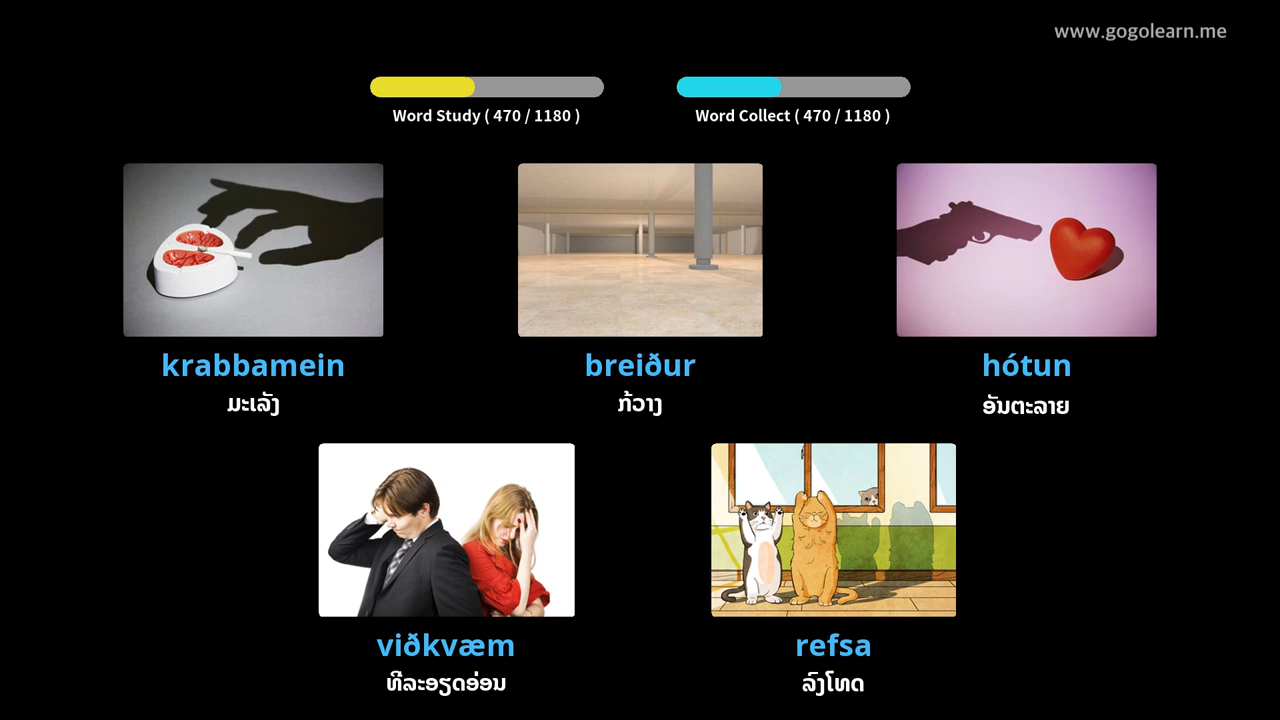 www.gogolearn.me
Word Study ( 470 / 1180 )
Word Collect ( 470 / 1180 )
krabbamein
ມະເລັງ
breiður
ກ້ວາງ
hótun
ອັນຕະລາຍ
viðkvæm
ທີລະອຽດອ່ອນ
refsa
ລົງໂທດ